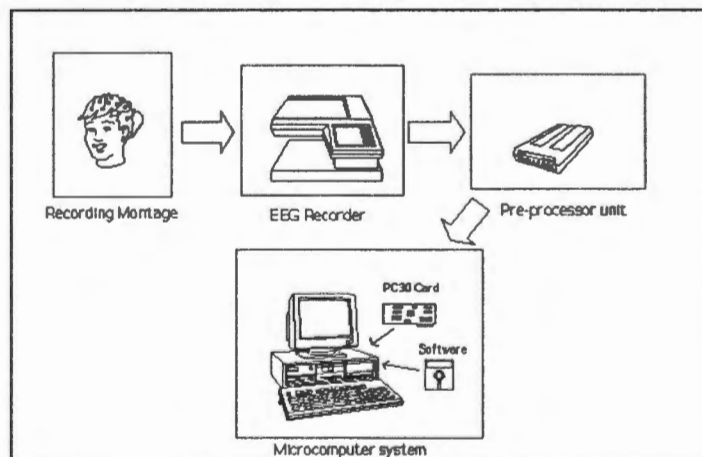 Recording Montage
EEG Recorder
Pre-processor unit
PC30 Card
Software
Microcomputer system